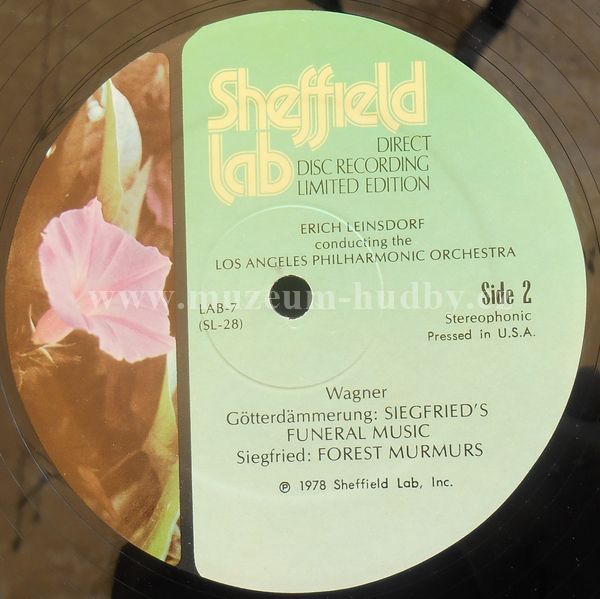 Sheffield
lab
DIRECT
DISC RECORDING
LIMITED EDITION
ERICH LEINSDORF
conducting the
LOS ANGELES PHILHARMONIC ORCHESTRA
www.muzeum-hudby.
LAB-7
(SL-28)
Side 2
Stereophonic
Pressed in U.S.A.
Wagner
Götterdämmerung: SIEGFRIED'S
FUNERAL MUSIC
Siegfried: FOREST MURMURS
℗ 1978 Sheffield Lab, Inc.